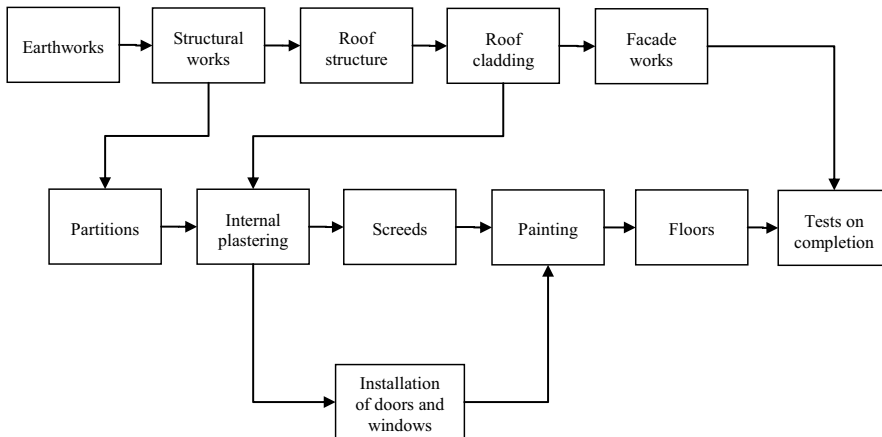 Earthworks
Structural
works
Roof
structure
Roof
cladding
Facade
works
Partitions
Internal
plastering
Screeds
Painting
Floors
Tests on
completion
Installation
of doors and
windows